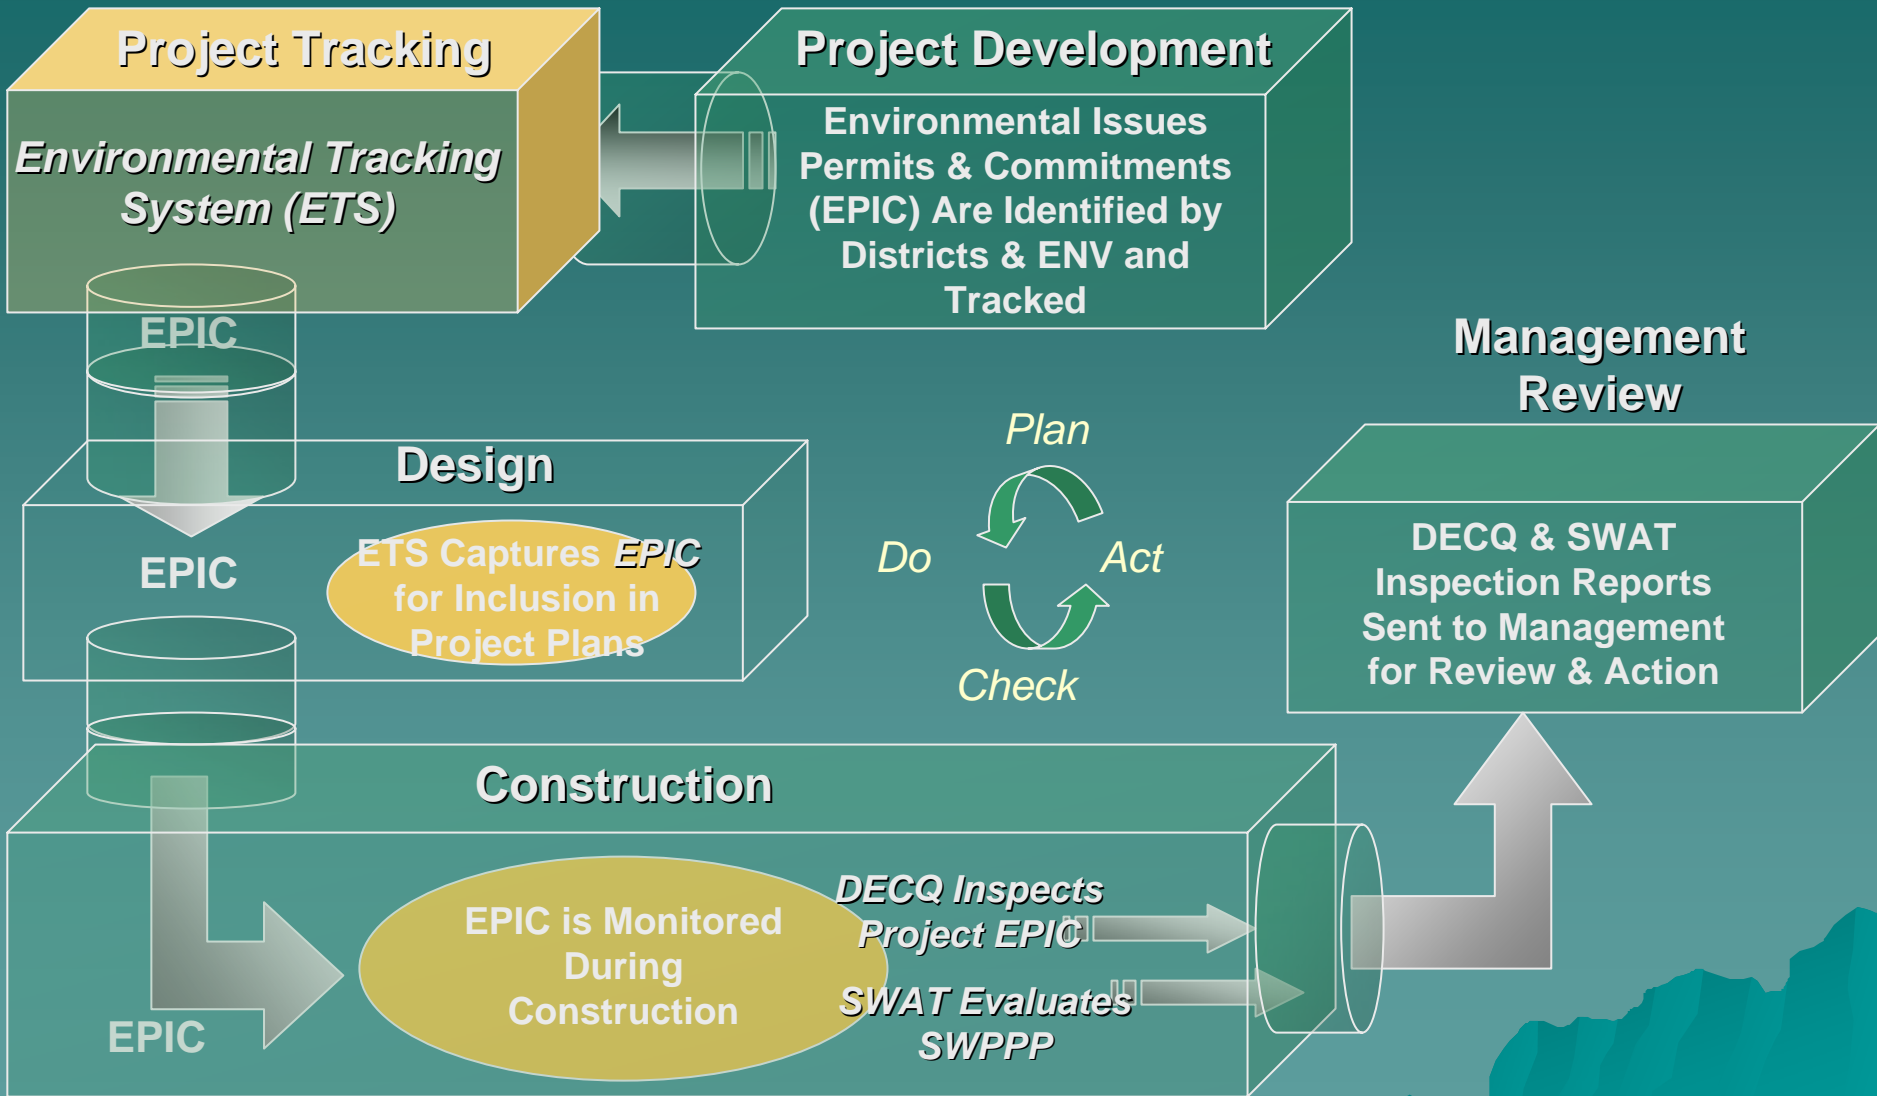 Project Tracking
Environmental Tracking
System (ETS)
Project Development
Environmental Issues
Permits & Commitments
(EPIC) Are Identified by
Districts & ENV and
Tracked
EPIC
Design
EPIC
ETS Captures EPIC
for Inclusion in
Project Plans
Plan
Do
Act
Check
Management
Review
DECQ & SWAT
Inspection Reports
Sent to Management
for Review & Action
Construction
EPIC
EPIC is Monitored
During
Construction
DECQ Inspects
Project EPIC
SWAT Evaluates
SWPPP